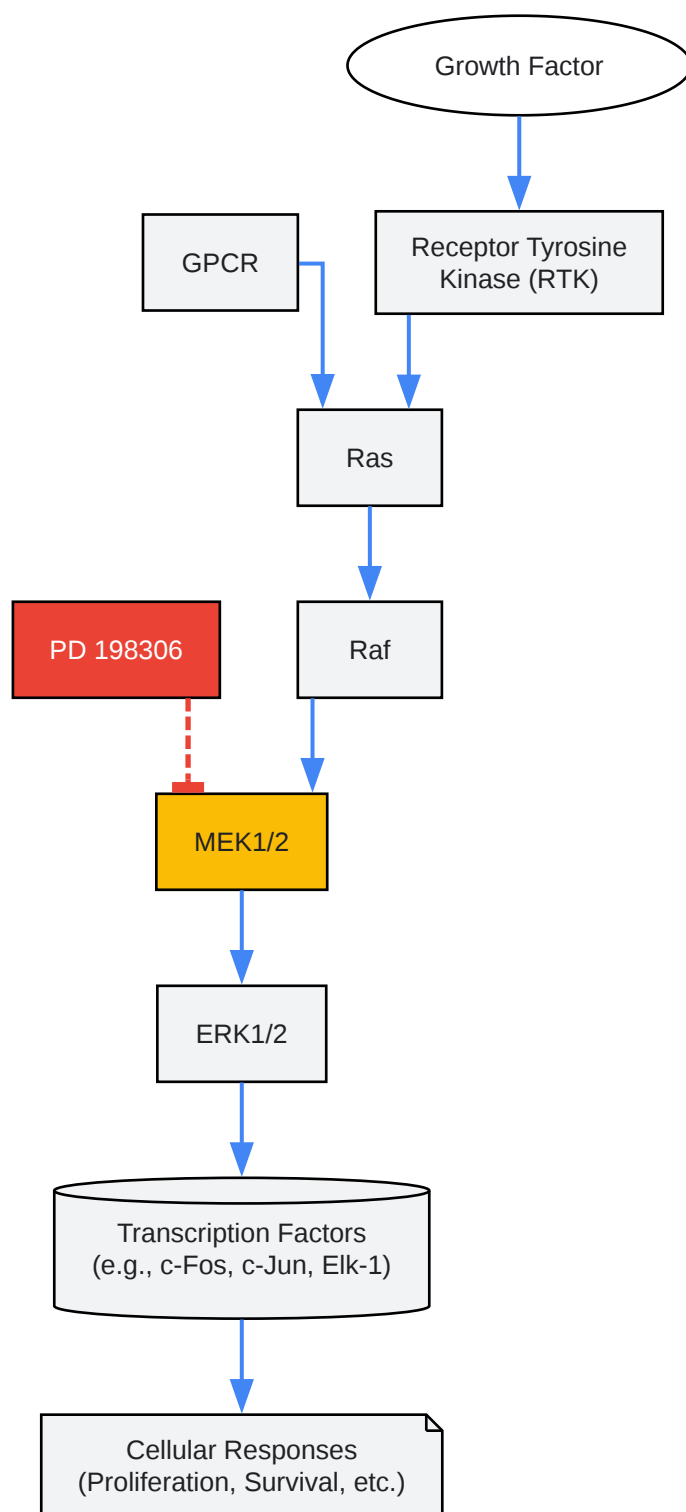 Growth Factor
GPCR
Receptor Tyrosine
Kinase (RTK)
Ras
PD 198306
Raf
MEK1/2
ERK1/2
Transcription Factors
(e.g., c-Fos, c-Jun, Elk-1)
Cellular Responses
(Proliferation, Survival, etc.)